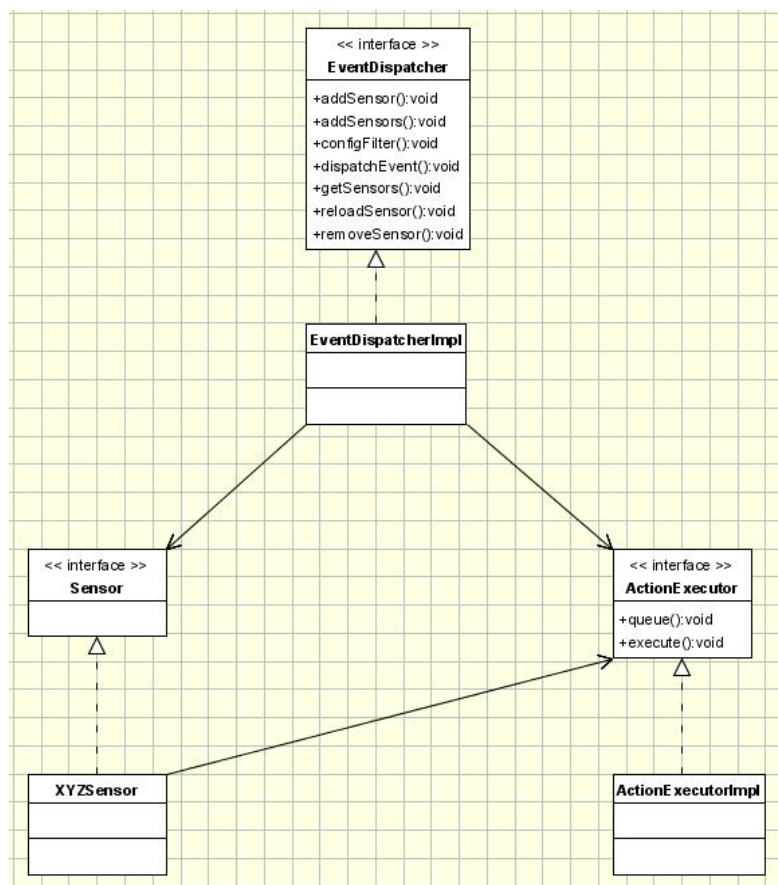 << interface >>
EventDispatcher
+addSensor():void
+addSensors():void
+configFilter():void
+dispatchEvent():void
+getSensors():void
+reloadSensor():void
+removeSensor():void
EventDispatcherImpl
<< interface >>
Sensor
<< interface >>
ActionExecutor
+queue():void
+execute():void
XYZSensor
ActionExecutorImpl